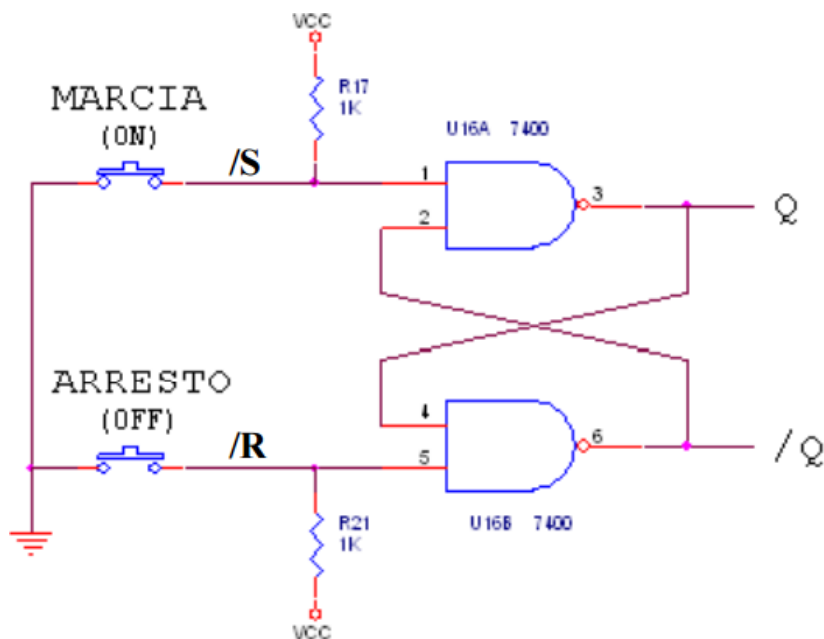 VCC
R17
1K
MARCIA
(ON)
/S
U16A 7400
1
2
3
Q
ARRESTO
(OFF)
/R
4
5
6
/Q
R21
1K
U16B 7400
VCC